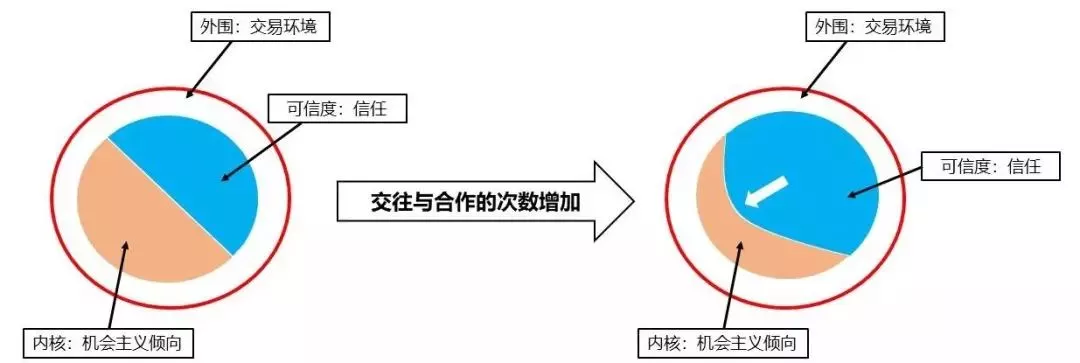 外围：交易环境
可信度：信任
内核：机会主义倾向
交往与合作的次数增加
外围：交易环境
可信度：信任
内核：机会主义倾向